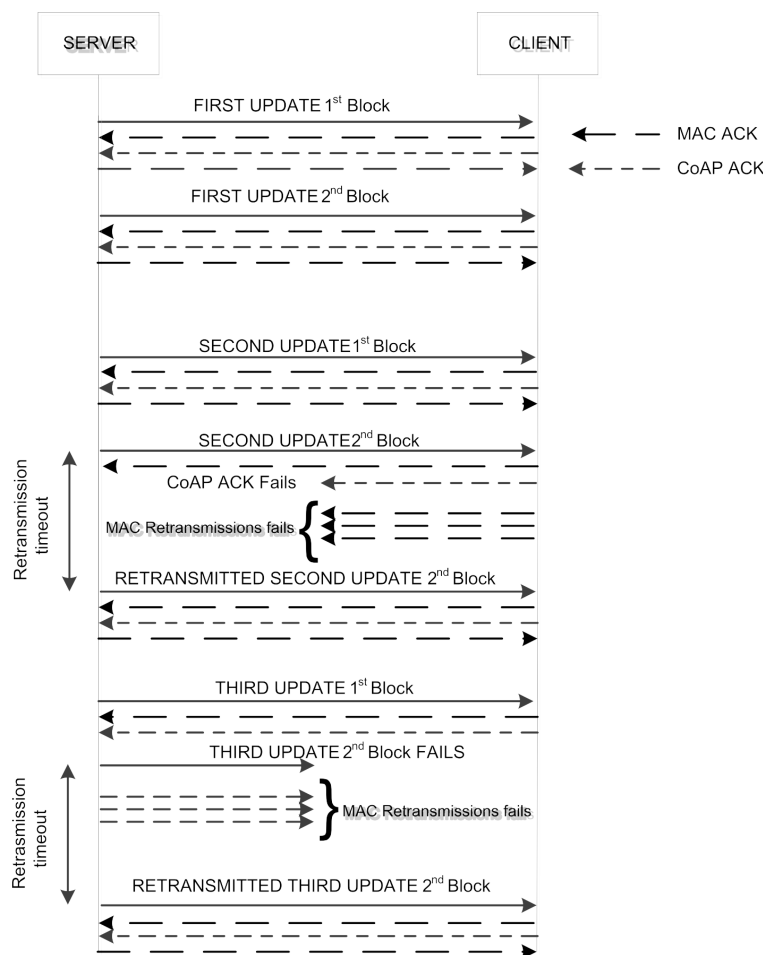 SERVER
CLIENT
FIRST UPDATE 1st Block
MAC ACK
CoAP ACK
FIRST UPDATE 2nd Block
SECOND UPDATE 1st Block
SECOND UPDATE 2nd Block
Retransmission
timeout
CoAP ACK Fails
MAC Retransmissions fails
RETRANSMITTED SECOND UPDATE 2nd Block
THIRD UPDATE 1st Block
THIRD UPDATE 2nd Block FAILS
Retrasmission
timeout
MAC Retransmissions fails
RETRANSMITTED THIRD UPDATE 2nd Block